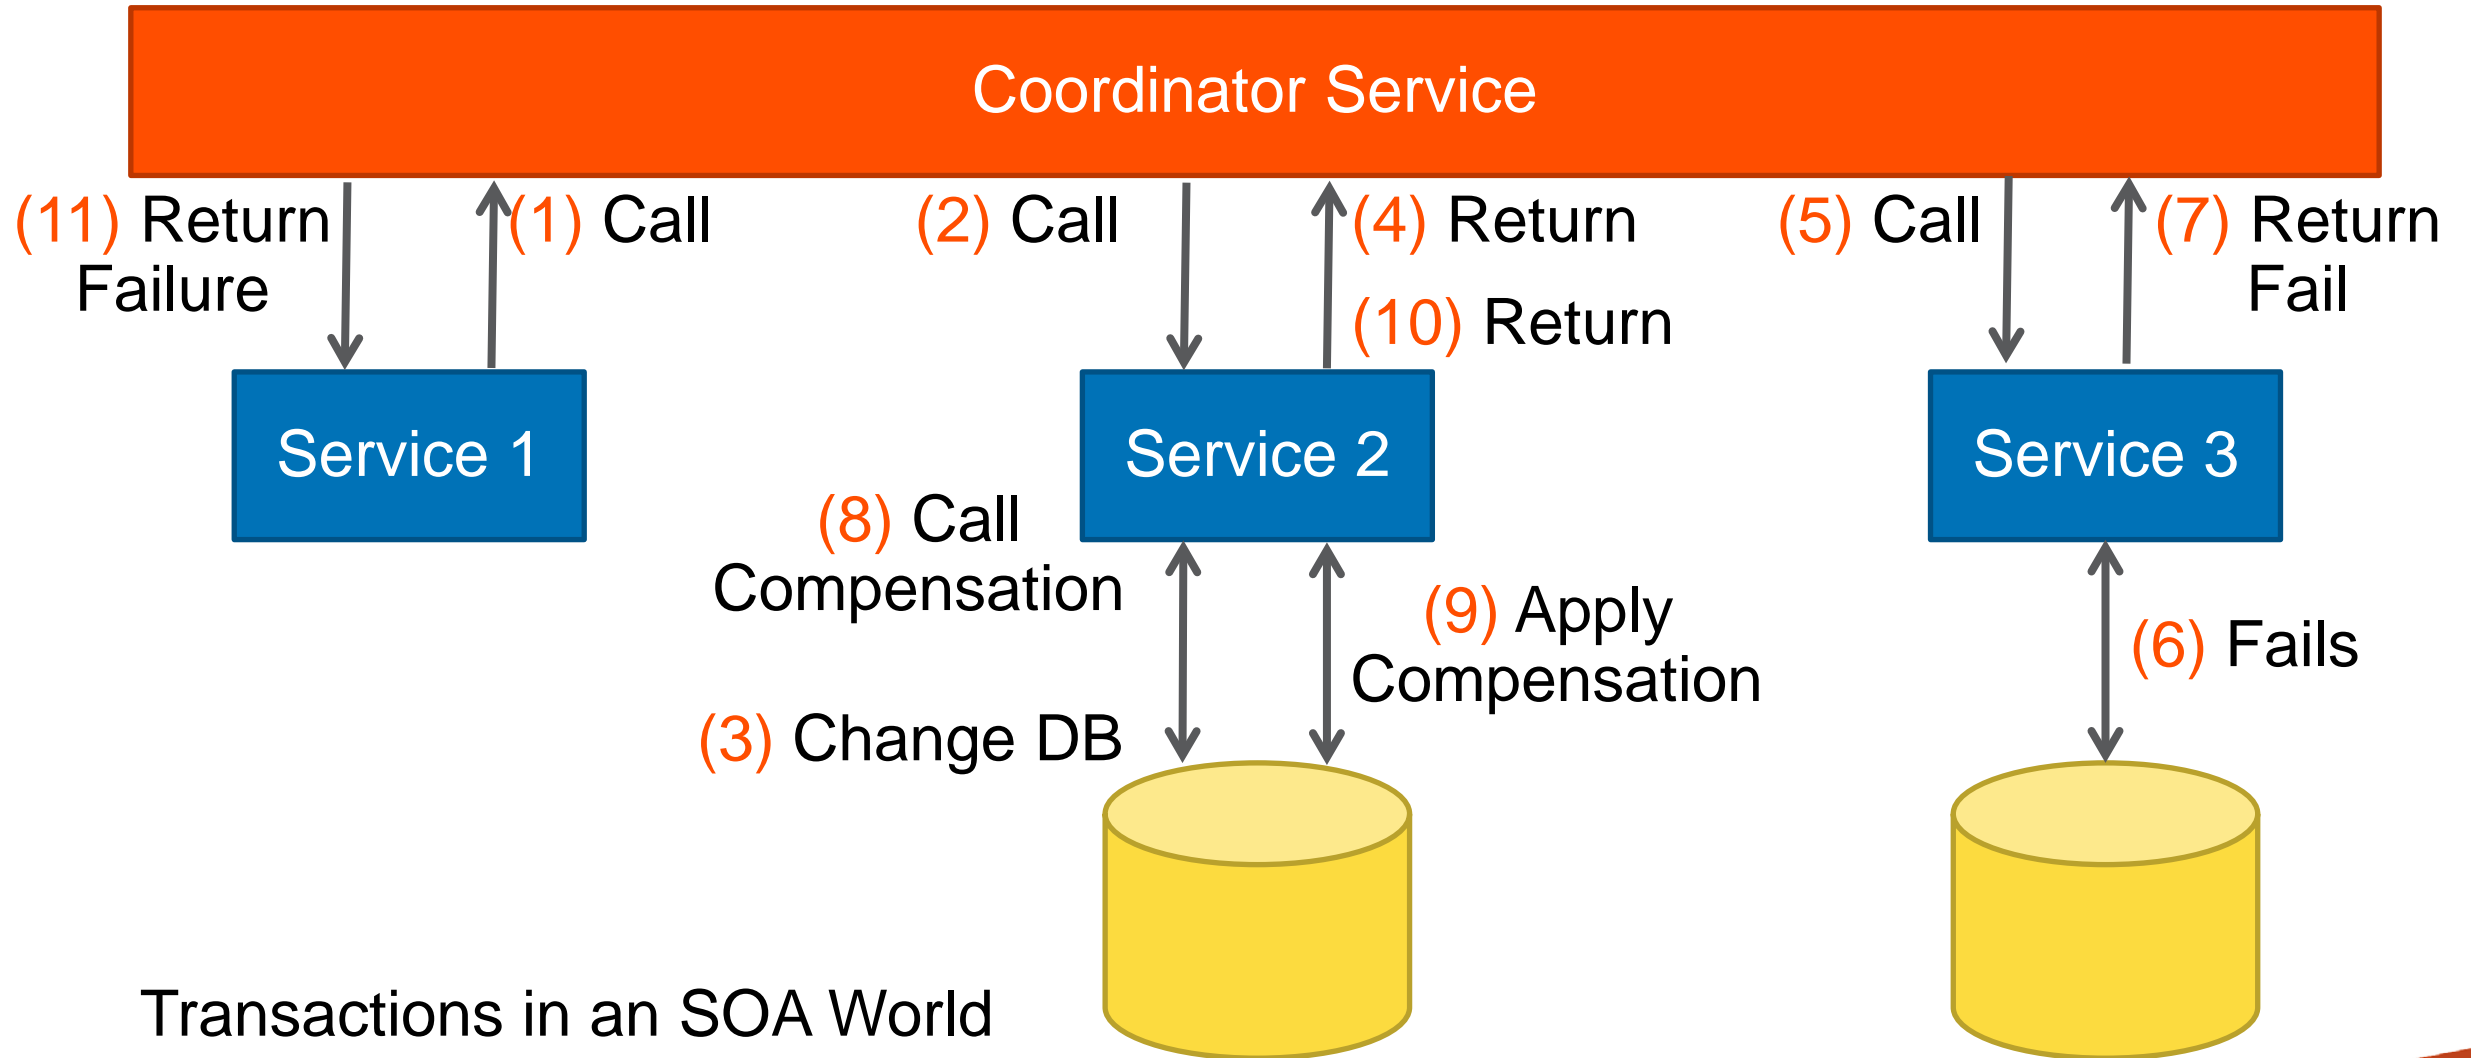 Coordinator Service
(11) Return
Failure
(1) Call
(2) Call
(4) Return
(10) Return
(5) Call
(7) Return
Fail
Service 1
Service 2
Service 3
(8) Call
Compensation
(9) Apply
Compensation
(6) Fails
(3) Change DB
Transactions in an SOA World